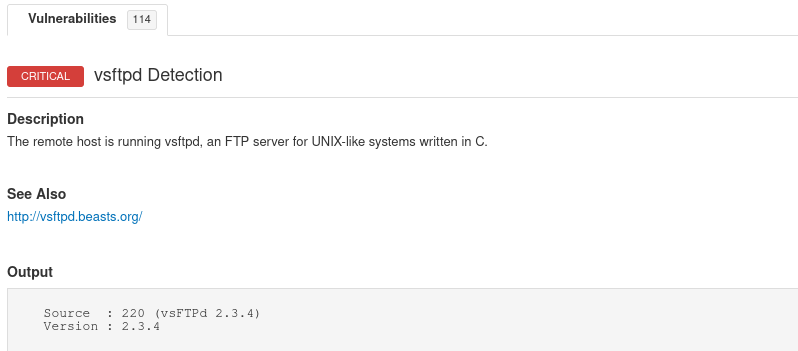 Vulnerabilities 114
CRITICAL vsftpd Detection
Description
The remote host is running vsftpd, an FTP server for UNIX-like systems written in C.
See Also
http://vsftpd.beasts.org/
Output
Source : 220 (vsFTPd 2.3.4)
Version : 2.3.4